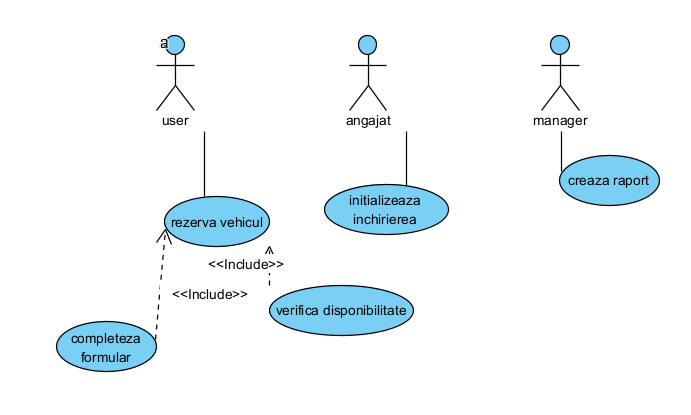 a
user
angajat
manager
creaza raport
rezerva vehicul
initializeaza
inchirierea
<<Include>>
<<Include>>
verifica disponibilitate
completeza
formular